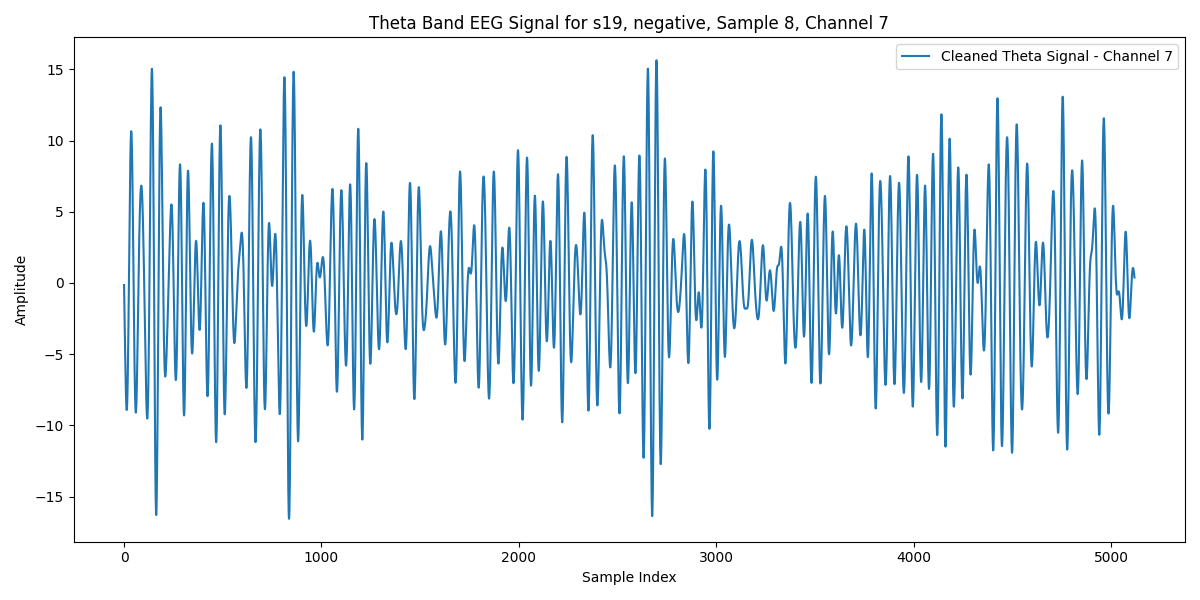 Theta Band EEG Signal for s19, negative, Sample 8, Channel 7
Cleaned Theta Signal - Channel 7
Amplitude
15
10
5
0
−5
−10
−15
0 1000 2000 3000 4000 5000
Sample Index